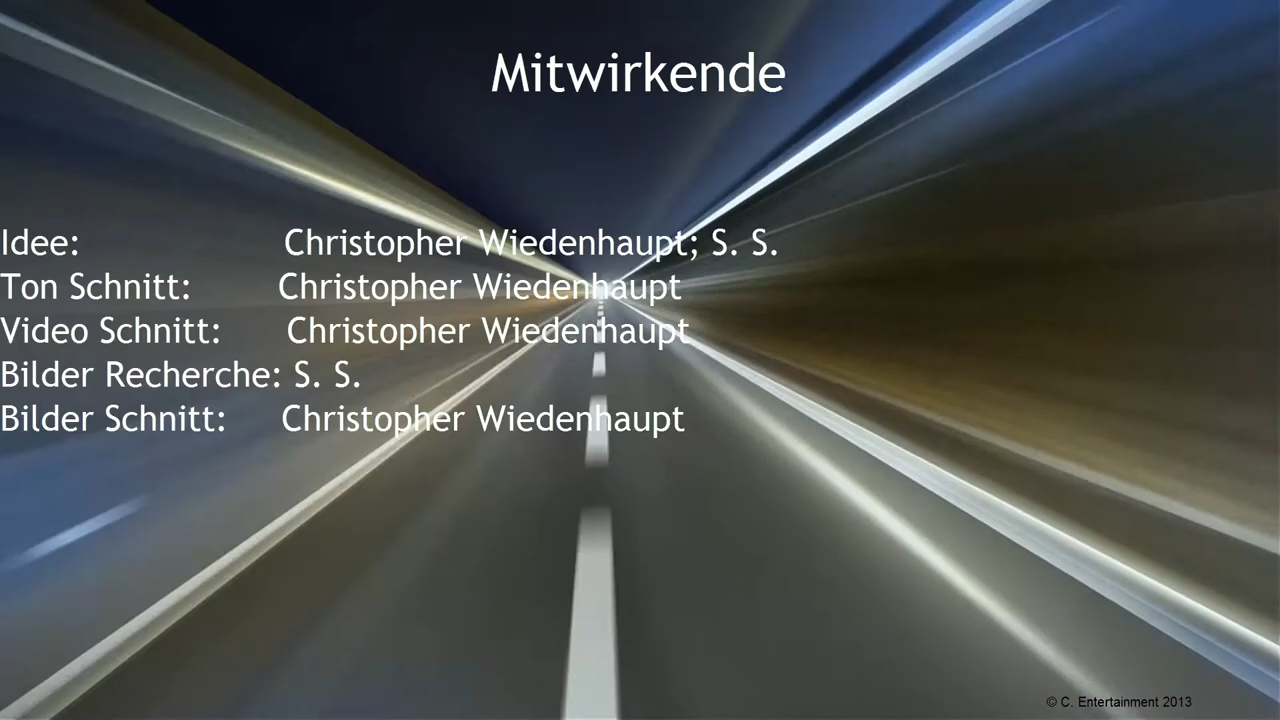 Mitwirkende
Idee: Christopher Wiedenhaupt; S. S.
Ton Schnitt: Christopher Wiedenhaupt
Video Schnitt: Christopher Wiedenhaupt
Bilder Recherche: S. S.
Bilder Schnitt: Christopher Wiedenhaupt
© C. Entertainment 2013